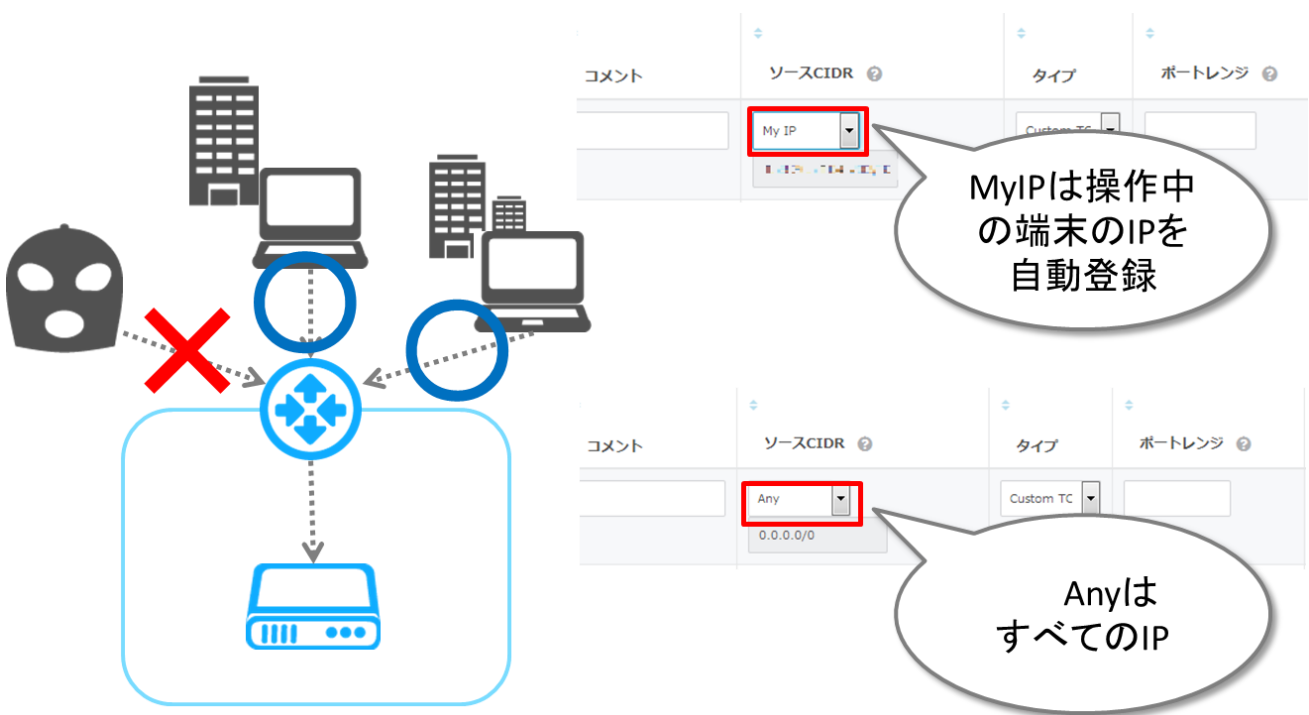 コメント
ソースCIDR
タイプ
ポートレンジ
My IP
Custom TC
MyIPは操作中
の端末のIPを
自動登録
コメント
ソースCIDR
タイプ
ポートレンジ
Any
Custom TC
0.0.0.0/0
Anyは
すべてのIP